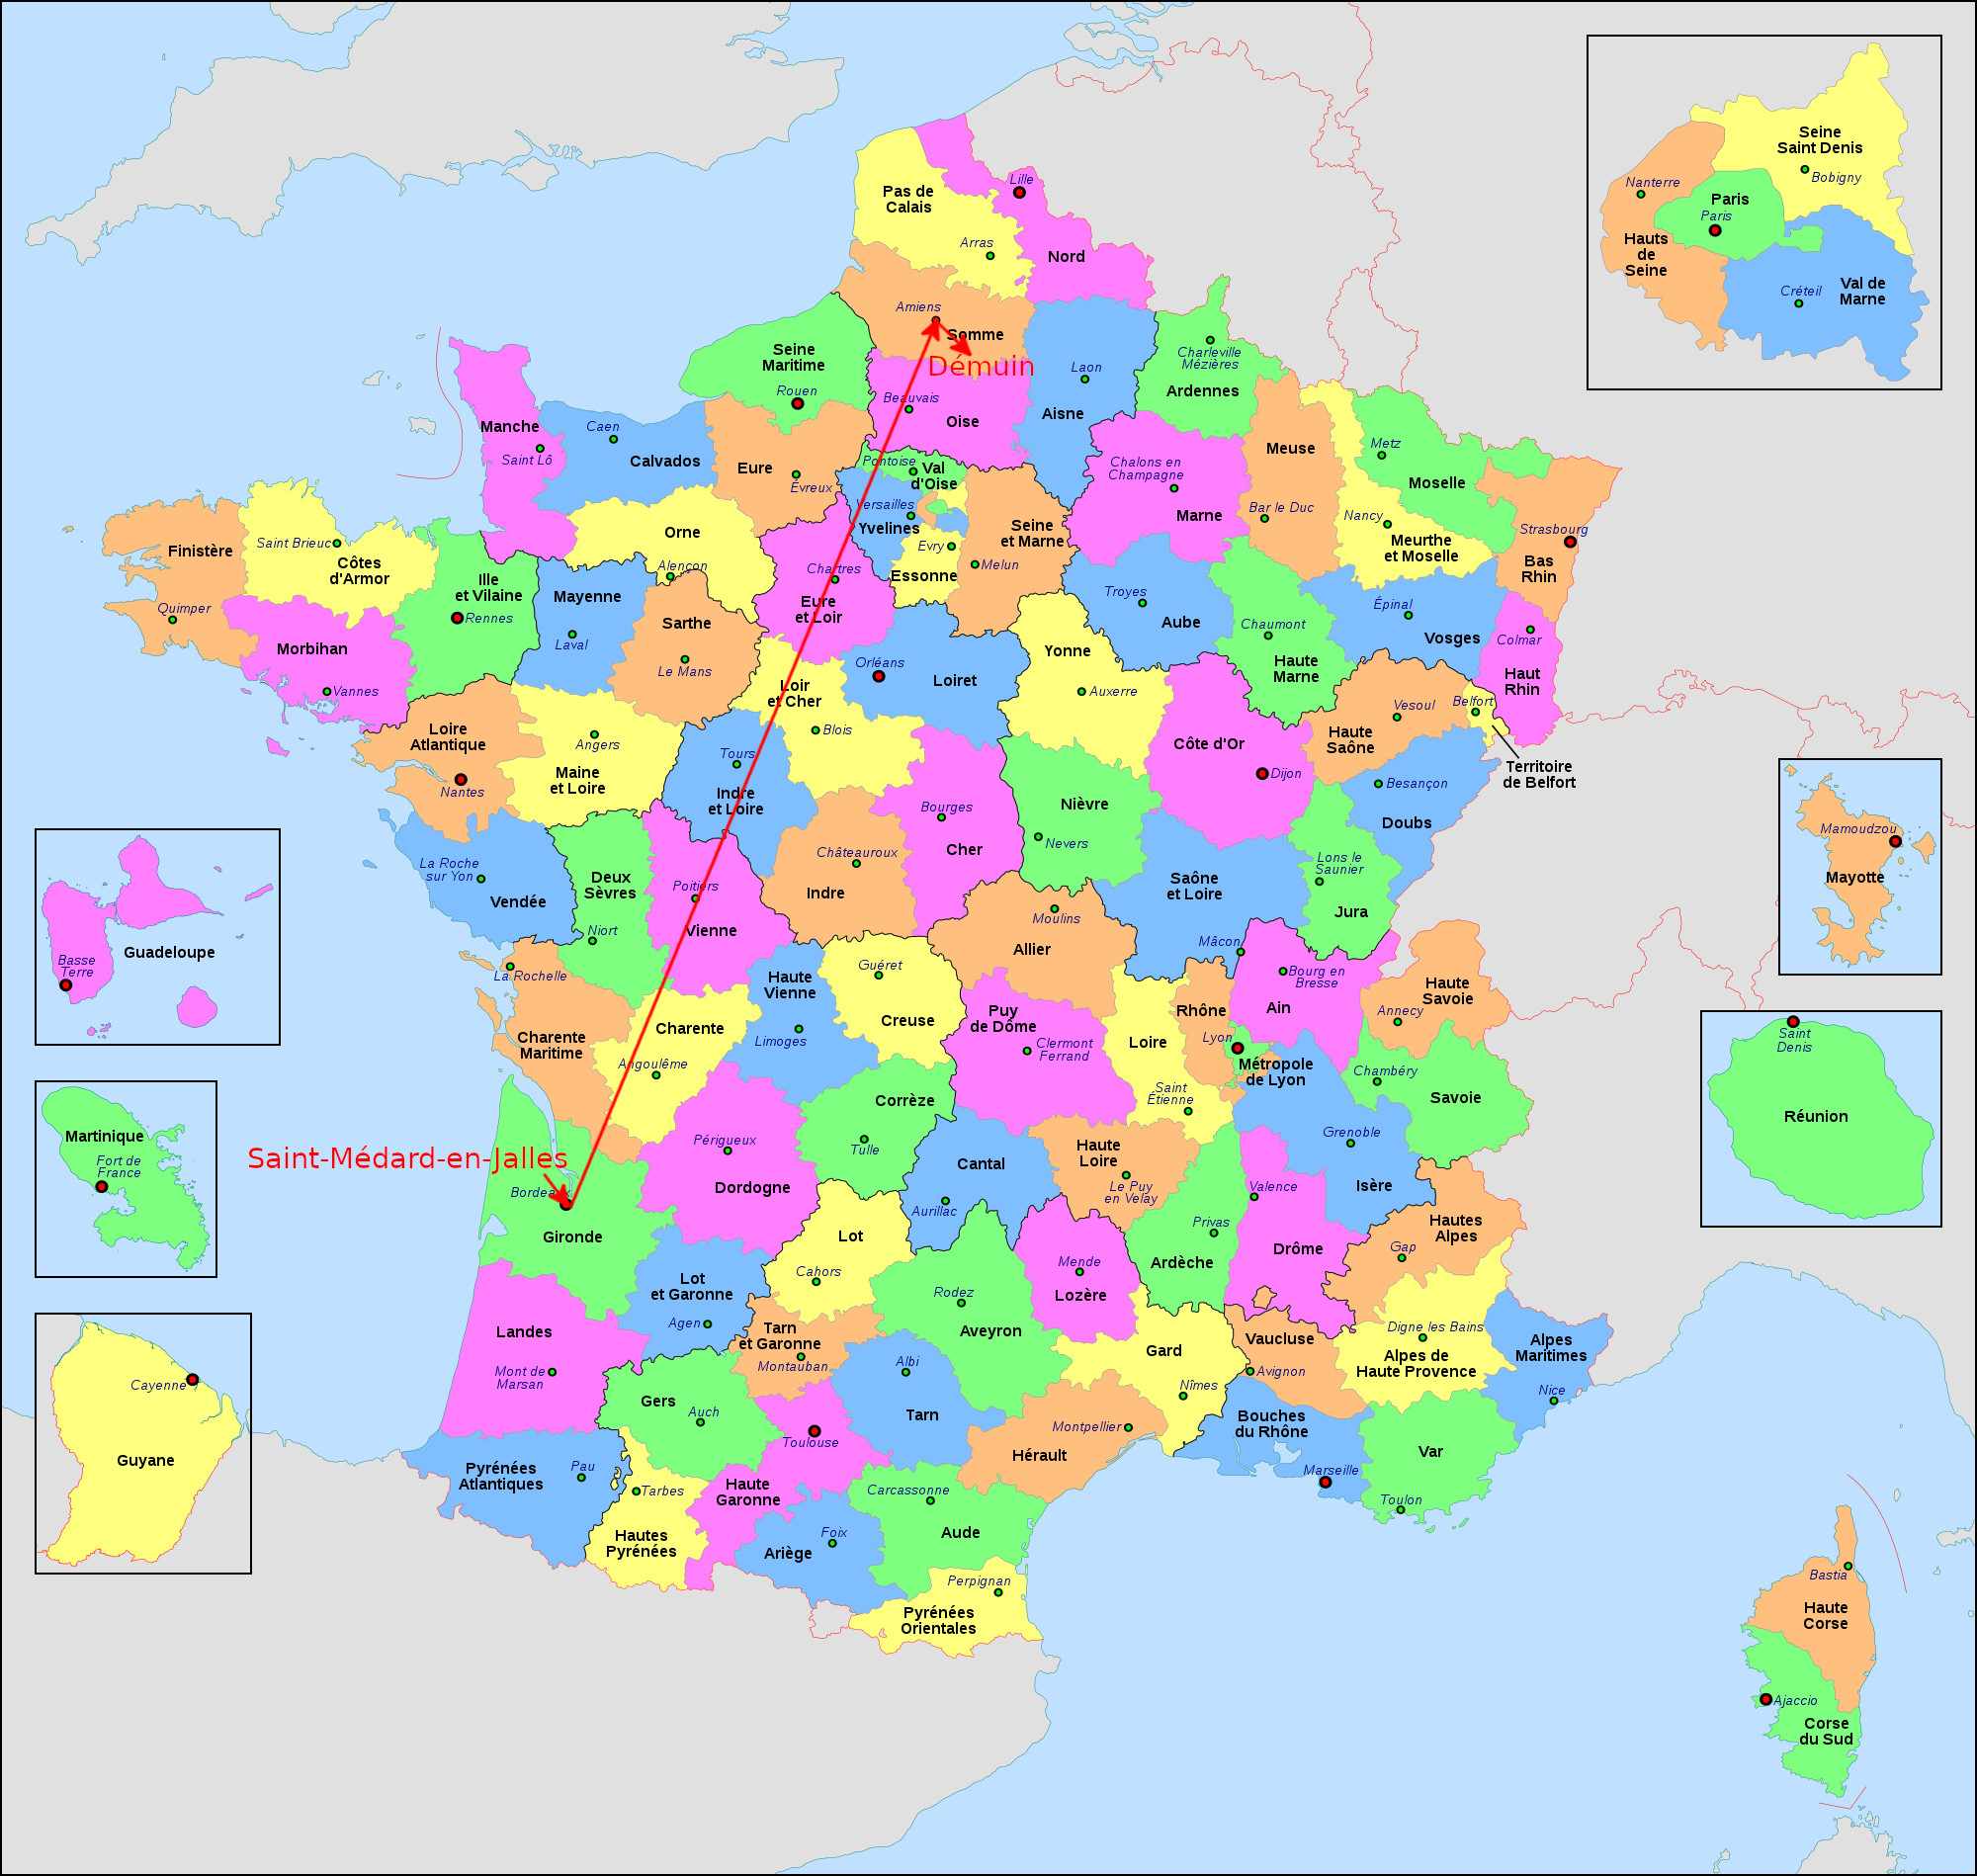 Lille
Pas de
Calais
Arras
Nord
Amiens
Somme
Démuin
Seine
Maritime
Rouen
Beauvais
Oise
Laon
Aisne
Charleville
Mézières
Ardennes
Manche
Saint Lô
Caen
Calvados
Eure
Évreux
Pontoise
Val
d'Oise
Versailles
Yvelines
Evry
Essonne
Seine
et Marne
Melun
Chalons en
Champagne
Marne
Meuse
Bar le Duc
Metz
Moselle
Nancy
Meurthe
et Moselle
Strasbourg
Bas
Rhin
Finistère
Quimper
Saint Brieuc
Côtes
d'Armor
Morbihan
Vannes
Ille
et Vilaine
Rennes
Mayenne
Laval
Orne
Alençon
Sarthe
Le Mans
Chartres
Eure
et Loir
Orléans
Loiret
Loir
et Cher
Blois
Yonne
Auxerre
Troyes
Aube
Chaumont
Haute
Marne
Épinal
Vosges
Colmar
Haut
Rhin
Loire
Atlantique
Nantes
Angers
Maine
et Loire
Tours
Indre
et Loire
Bourges
Cher
Nièvre
Nevers
Côte d'Or
Dijon
Haute
Saône
Vesoul
Belfort
Territoire
de Belfort
Besançon
Doubs
La Roche
sur Yon
Vendée
Deux
Sèvres
Niort
Poitiers
Vienne
Châteauroux
Indre
Saône
et Loire
Mâcon
Lons le
Saunier
Jura
La Rochelle
Charente
Maritime
Charente
Angoulême
Haute
Vienne
Limoges
Guéret
Creuse
Moulins
Allier
Puy
de Dôme
Clermont
Ferrand
Loire
Saint
Étienne
Rhône
Lyon
Métropole
de Lyon
Ain
Bourg en
Bresse
Haute
Savoie
Annecy
Chambéry
Savoie
Saint-Médard-en-Jalles
Bordeaux
Gironde
Périgueux
Dordogne
Corrèze
Tulle
Cantal
Aurillac
Haute
Loire
Le Puy
en Velay
Grenoble
Isère
Valence
Drôme
Privas
Ardèche
Hautes
Alpes
Gap
Lot
Cahors
Lot
et Garonne
Agen
Rodez
Aveyron
Mende
Lozère
Landes
Mont de
Marsan
Tarn
et Garonne
Montauban
Albi
Tarn
Gard
Nîmes
Vaucluse
Avignon
Digne les Bains
Alpes de
Haute Provence
Alpes
Maritimes
Nice
Gers
Auch
Toulouse
Haute
Garonne
Montpellier
Hérault
Bouches
du Rhône
Marseille
Var
Toulon
Pyrénées
Atlantiques
Pau
Tarbes
Hautes
Pyrénées
Foix
Ariège
Carcassonne
Aude
Perpignan
Pyrénées
Orientales
Bastia
Haute
Corse
Ajaccio
Corse
du Sud
Seine
Saint Denis
Bobigny
Nanterre
Paris
Paris
Hauts
de
Seine
Créteil
Val de
Marne
Guadeloupe
Basse
Terre
Martinique
Fort de
France
Cayenne
Guyane
Mamoudzou
Mayotte
Saint
Denis
Réunion